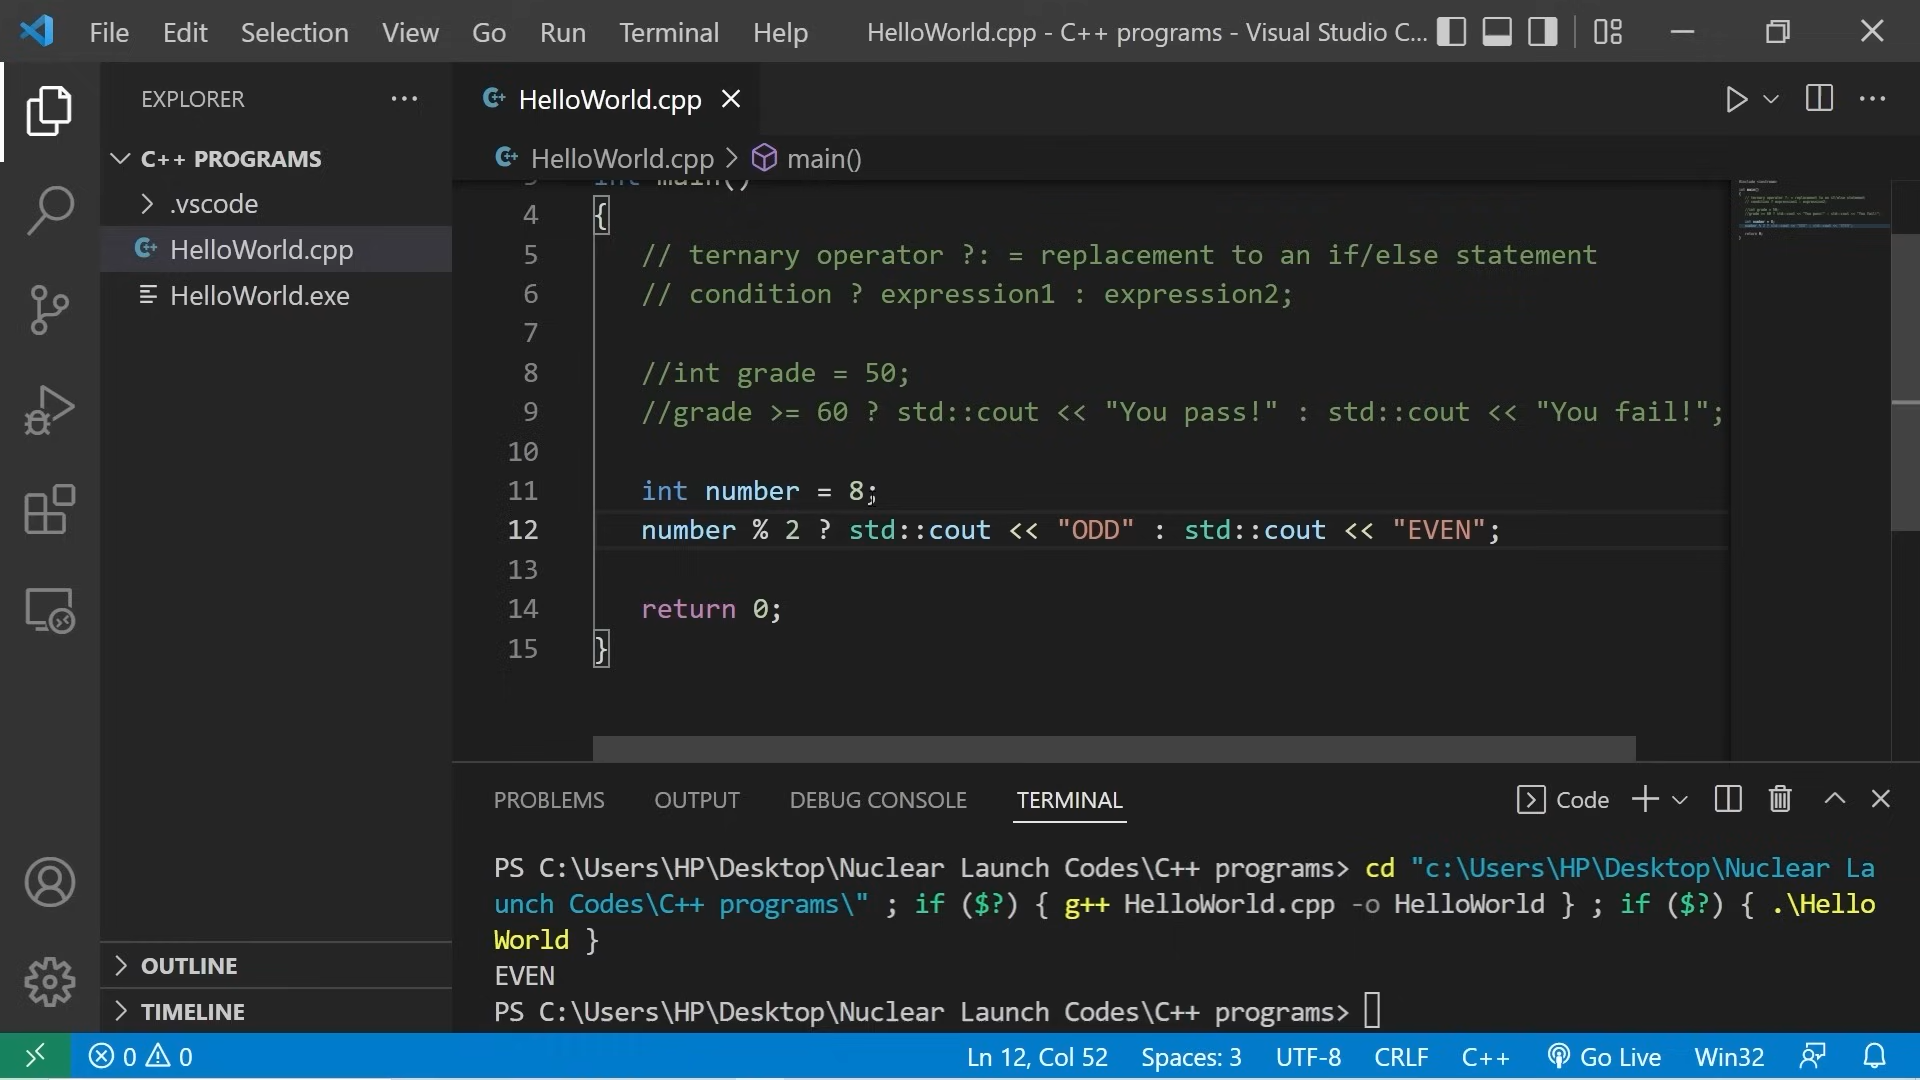 File Edit Selection View Go Run Terminal Help HelloWorld.cpp - C++ programs - Visual Studio C...
EXPLORER
HelloWorld.cpp
C++ PROGRAMS
HelloWorld.cpp > main()
.vscode
HelloWorld.cpp
HelloWorld.exe
3 int main()
4 {
5 // ternary operator ?: = replacement to an if/else statement
6 // condition ? expression1 : expression2;
7
8 //int grade = 50;
9 //grade >= 60 ? std::cout << "You pass!" : std::cout << "You fail!";
10
11 int number = 8;
12 number % 2 ? std::cout << "ODD" : std::cout << "EVEN";
13
14 return 0;
15 }
PROBLEMS OUTPUT DEBUG CONSOLE TERMINAL Code
PS C:\Users\HP\Desktop\Nuclear Launch Codes\C++ programs> cd "c:\Users\HP\Desktop\Nuclear La
unch Codes\C++ programs\" ; if ($?) { g++ HelloWorld.cpp -o HelloWorld } ; if ($?) { .\Hello
World }
EVEN
PS C:\Users\HP\Desktop\Nuclear Launch Codes\C++ programs>
OUTLINE
TIMELINE
0 0 Ln 12, Col 52 Spaces: 3 UTF-8 CRLF C++ Go Live Win32